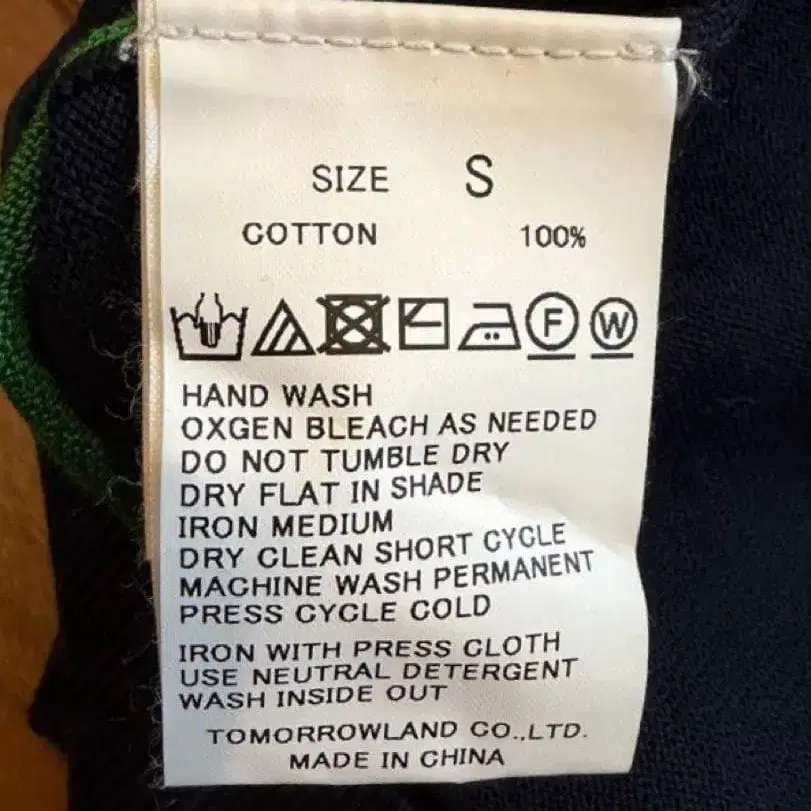 SIZE S
COTTON 100%
F W
HAND WASH
OXGEN BLEACH AS NEEDED
DO NOT TUMBLE DRY
DRY FLAT IN SHADE
IRON MEDIUM
DRY CLEAN SHORT CYCLE
MACHINE WASH PERMANENT
PRESS CYCLE COLD
IRON WITH PRESS CLOTH
USE NEUTRAL DETERGENT
WASH INSIDE OUT
TOMORROWLAND CO.,LTD.
MADE IN CHINA